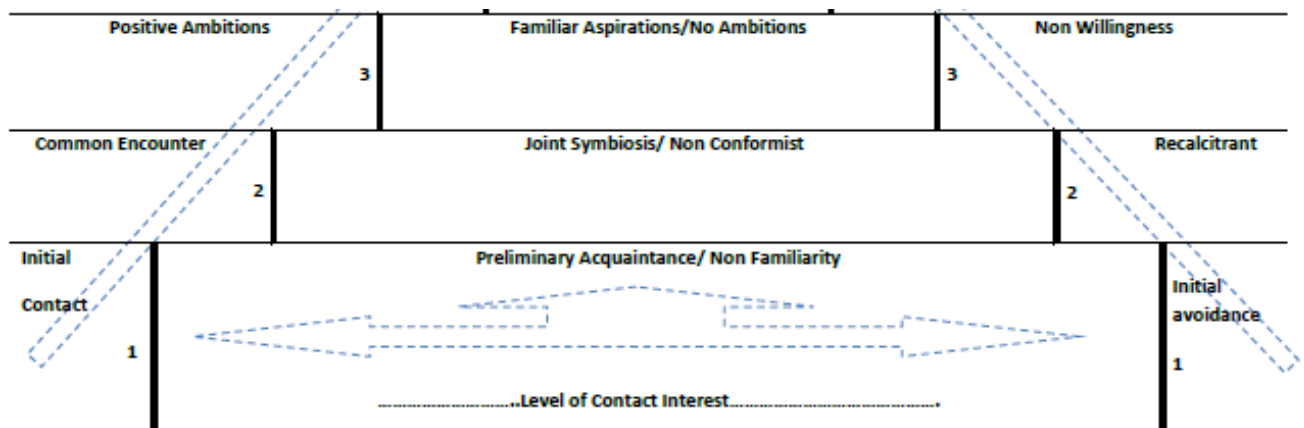 Positive Ambitions Familiar Aspirations/No Ambitions Non Willingness
3 3
Common Encounter Joint Symbiosis/ Non Conformist Recalcitrant
2 2
Initial Preliminary Acquaintance/ Non Familiarity
Contact Initial
avoidance
1 1
Level of Contact Interest